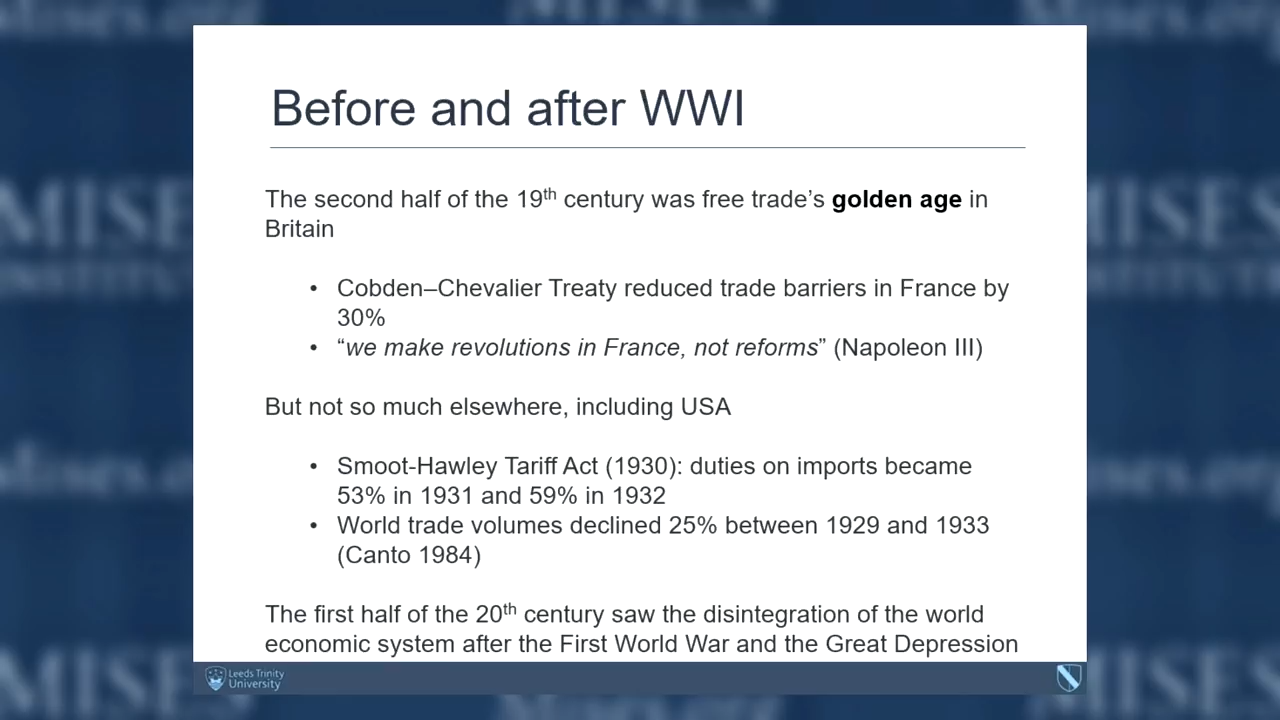 Before and after WWI
The second half of the 19th century was free trade’s golden age in
Britain
• Cobden–Chevalier Treaty reduced trade barriers in France by
30%
• “we make revolutions in France, not reforms” (Napoleon III)
But not so much elsewhere, including USA
• Smoot-Hawley Tariff Act (1930): duties on imports became
53% in 1931 and 59% in 1932
• World trade volumes declined 25% between 1929 and 1933
(Canto 1984)
The first half of the 20th century saw the disintegration of the world
economic system after the First World War and the Great Depression
Leeds Trinity
University